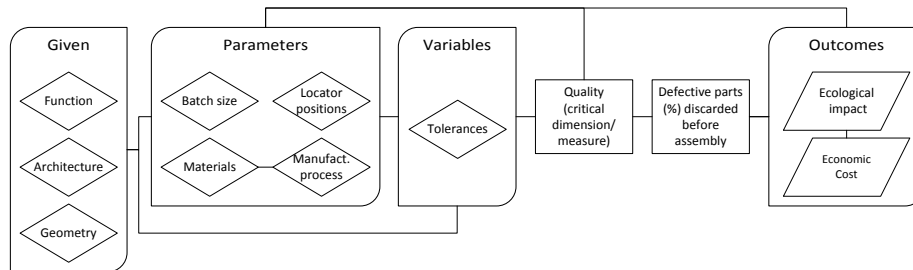 Given
Function
Architecture
Geometry
Parameters
Batch size
Locator
positions
Materials
Manufact.
process
Variables
Tolerances
Quality
(critical
dimension/
measure)
Defective parts
(%) discarded
before
assembly
Outcomes
Ecological
impact
Economic
Cost